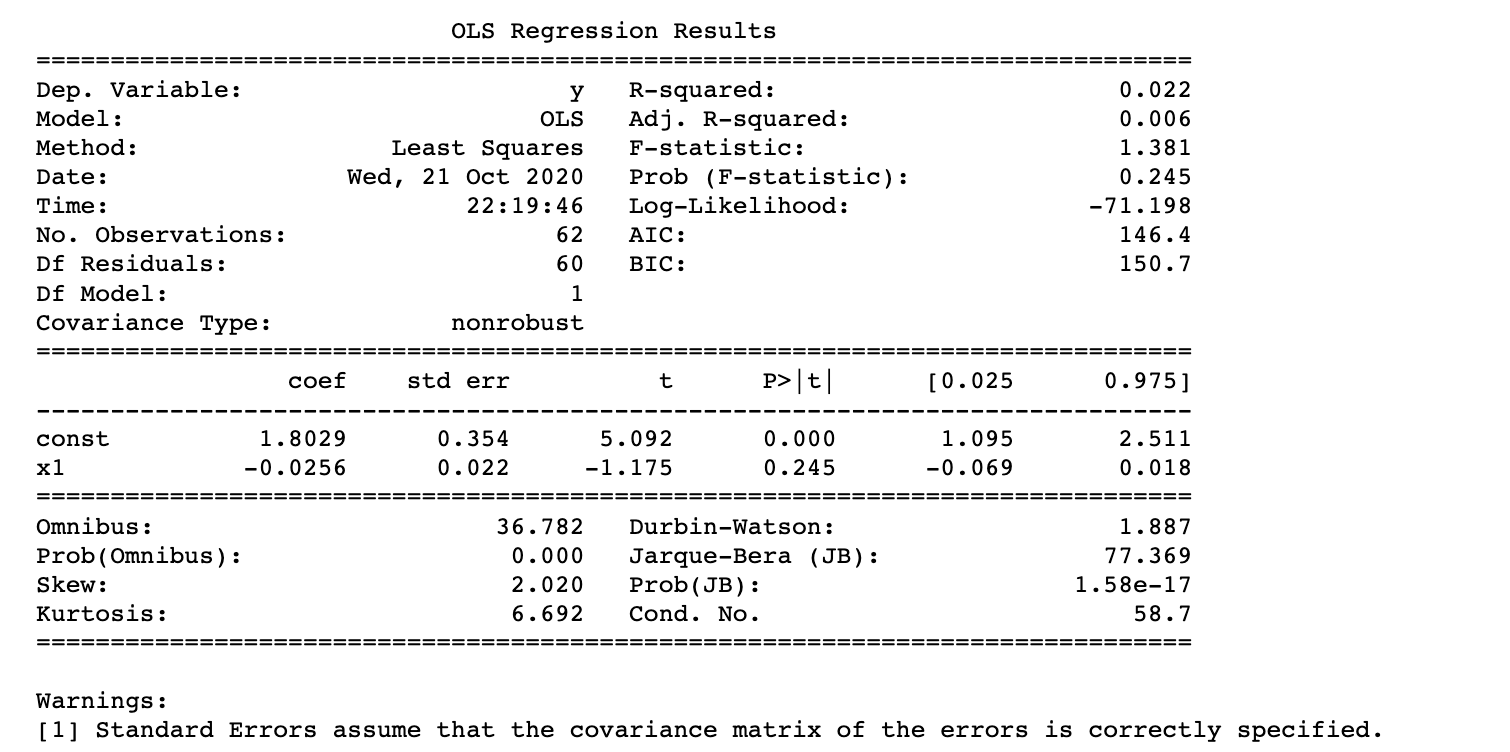 OLS Regression Results
==============================================================================
Dep. Variable: y R-squared: 0.022
Model: OLS Adj. R-squared: 0.006
Method: Least Squares F-statistic: 1.381
Date: Wed, 21 Oct 2020 Prob (F-statistic): 0.245
Time: 22:19:46 Log-Likelihood: -71.198
No. Observations: 62 AIC: 146.4
Df Residuals: 60 BIC: 150.7
Df Model: 1
Covariance Type: nonrobust
==============================================================================
coef std err t P>|t| [0.025 0.975]
------------------------------------------------------------------------------
const 1.8029 0.354 5.092 0.000 1.095 2.511
x1 -0.0256 0.022 -1.175 0.245 -0.069 0.018
==============================================================================
Omnibus: 36.782 Durbin-Watson: 1.887
Prob(Omnibus): 0.000 Jarque-Bera (JB): 77.369
Skew: 2.020 Prob(JB): 1.58e-17
Kurtosis: 6.692 Cond. No. 58.7
==============================================================================
Warnings:
[1] Standard Errors assume that the covariance matrix of the errors is correctly specified.